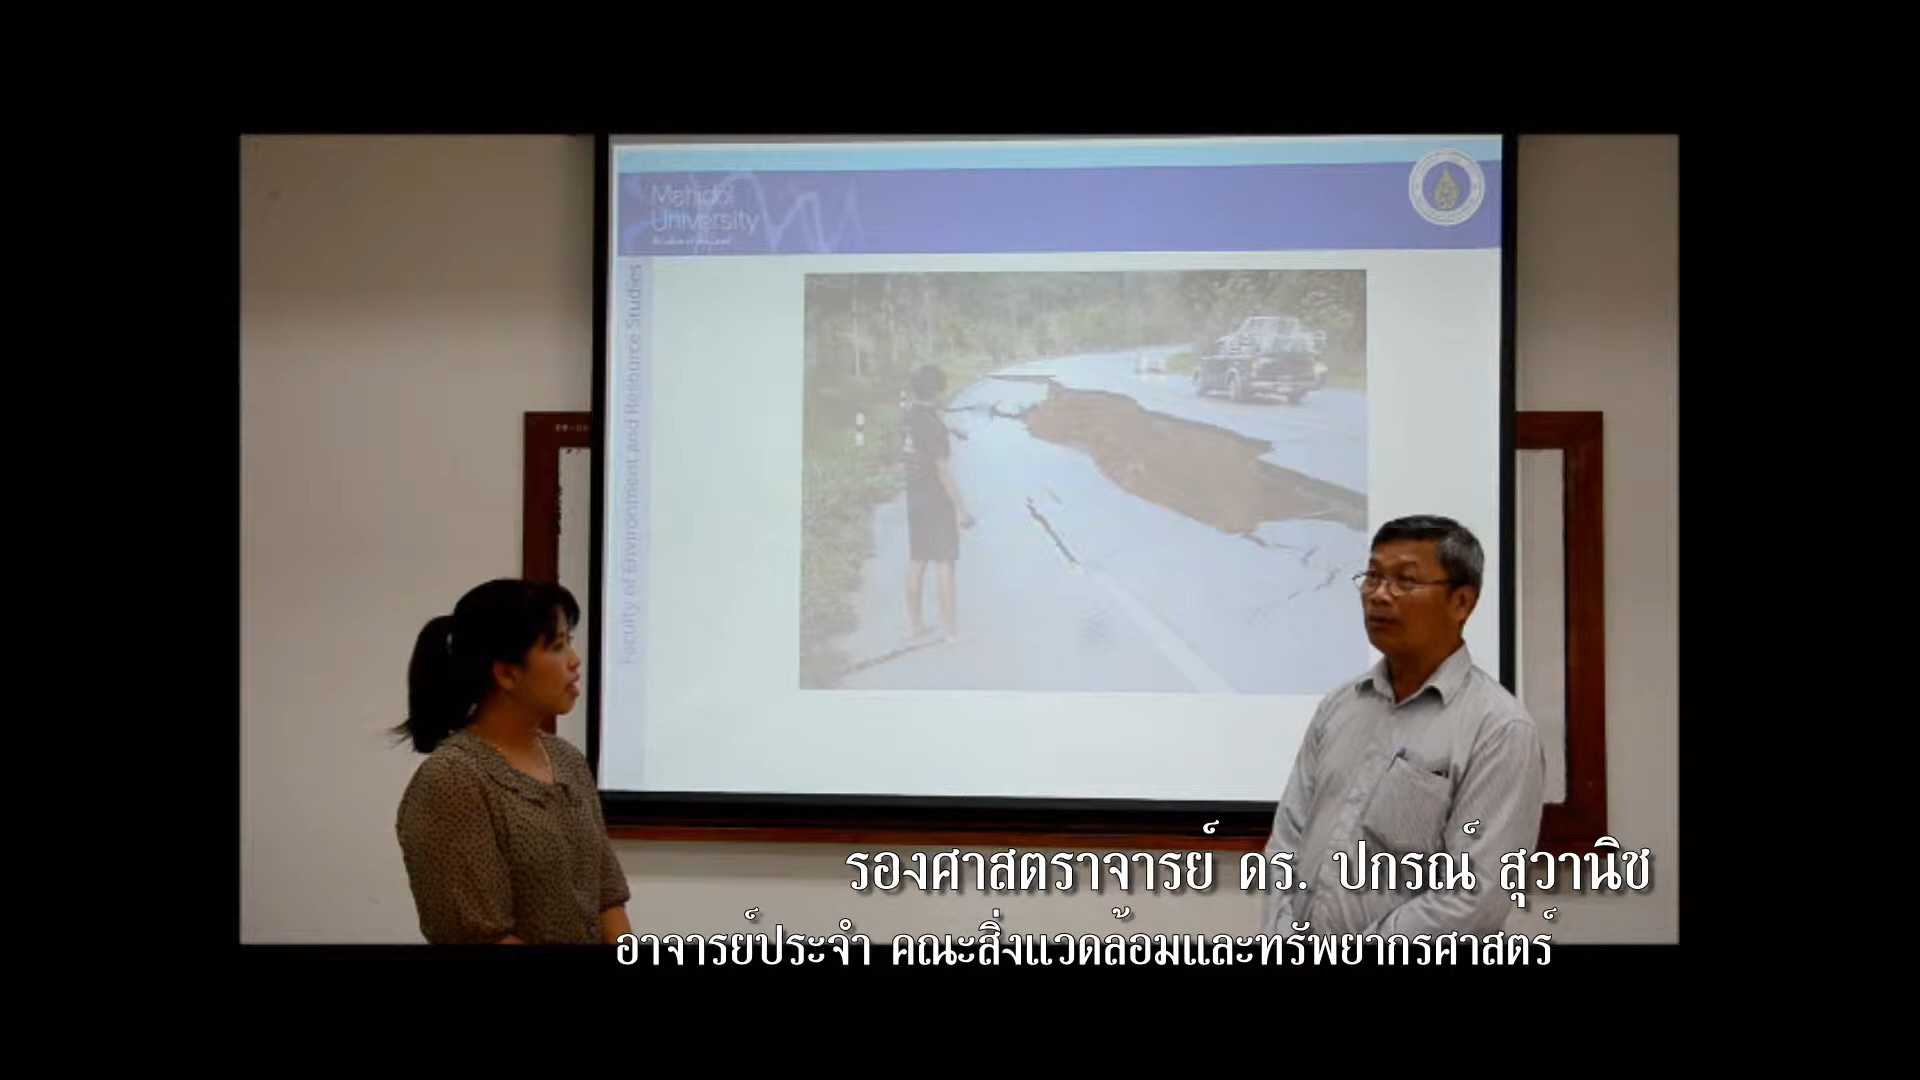 Mahidol
University
Faculty of Environment and Resource Studies
รองศาสตราจารย์ ดร. ปกรณ์ สุวานิช
อาจารย์ประจำ คณะสิ่งแวดล้อมและทรัพยากรศาสตร์